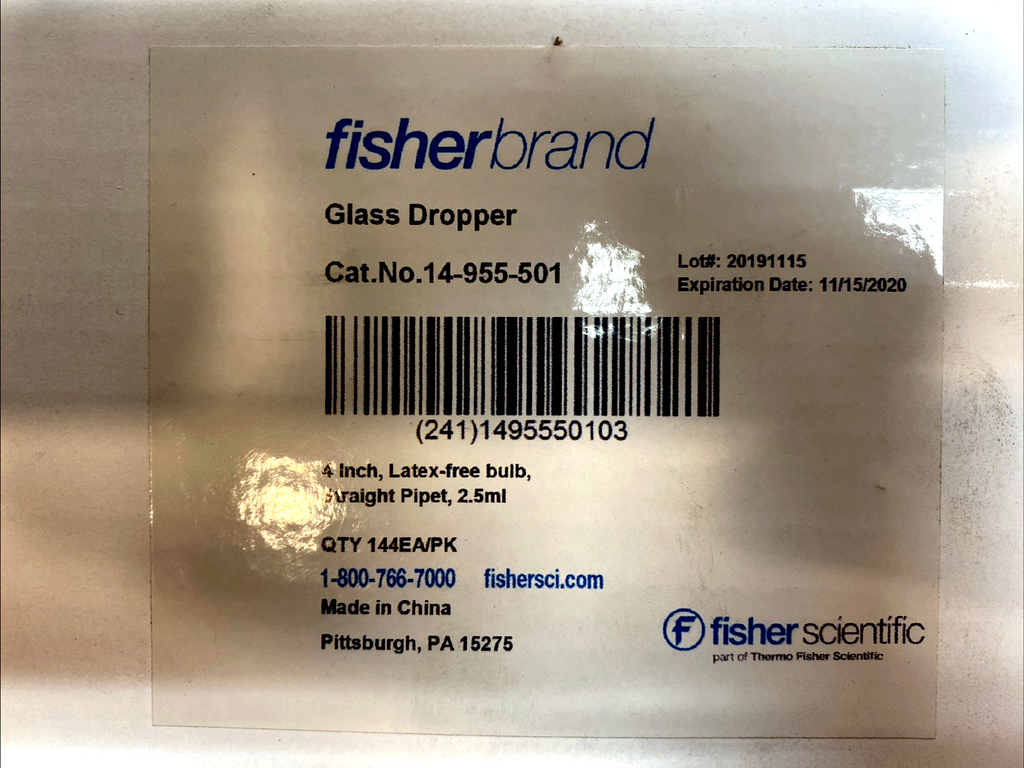 fisherbrand
Glass Dropper
Cat.No.14-955-501
Lot#: 20191115
Expiration Date: 11/15/2020
(241)1495550103
4 Inch, Latex-free bulb,
Straight Pipet, 2.5ml
QTY 144EA/PK
1-800-766-7000 fishersci.com
Made in China
Pittsburgh, PA 15275
F fisher scientific
part of Thermo Fisher Scientific